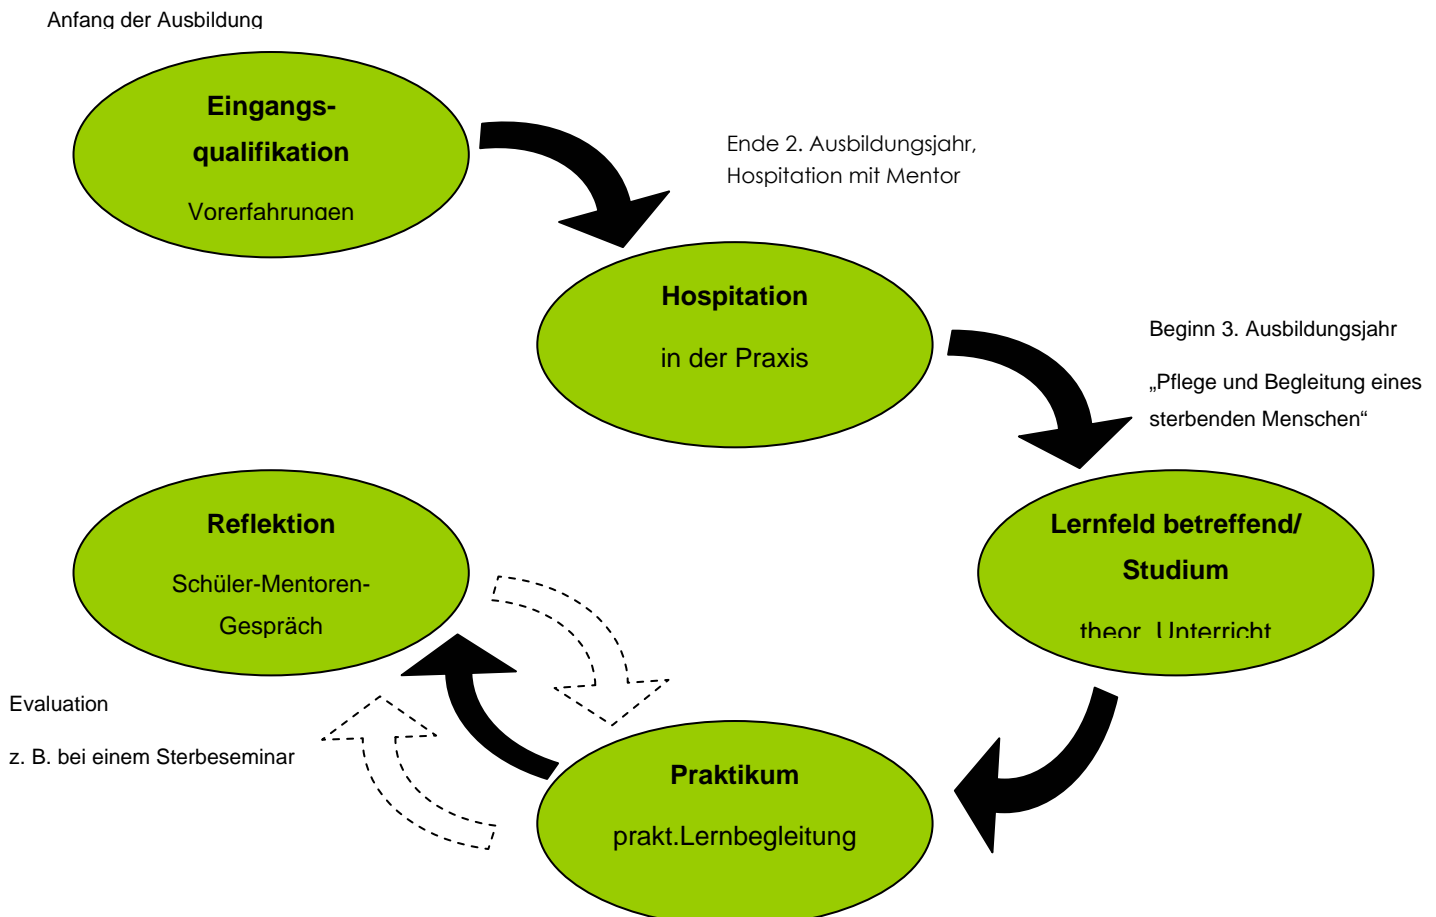 Anfang der Ausbildung
Eingangs-
qualifikation
Vorerfahrungen
Ende 2. Ausbildungsjahr,
Hospitation mit Mentor
Hospitation
in der Praxis
Beginn 3. Ausbildungsjahr
„Pflege und Begleitung eines
sterbenden Menschen“
Lernfeld betreffend/
Studium
theor. Unterricht
Reflektion
Schüler-Mentoren-
Gespräch
Evaluation
z. B. bei einem Sterbeseminar
Praktikum
prakt.Lernbegleitung